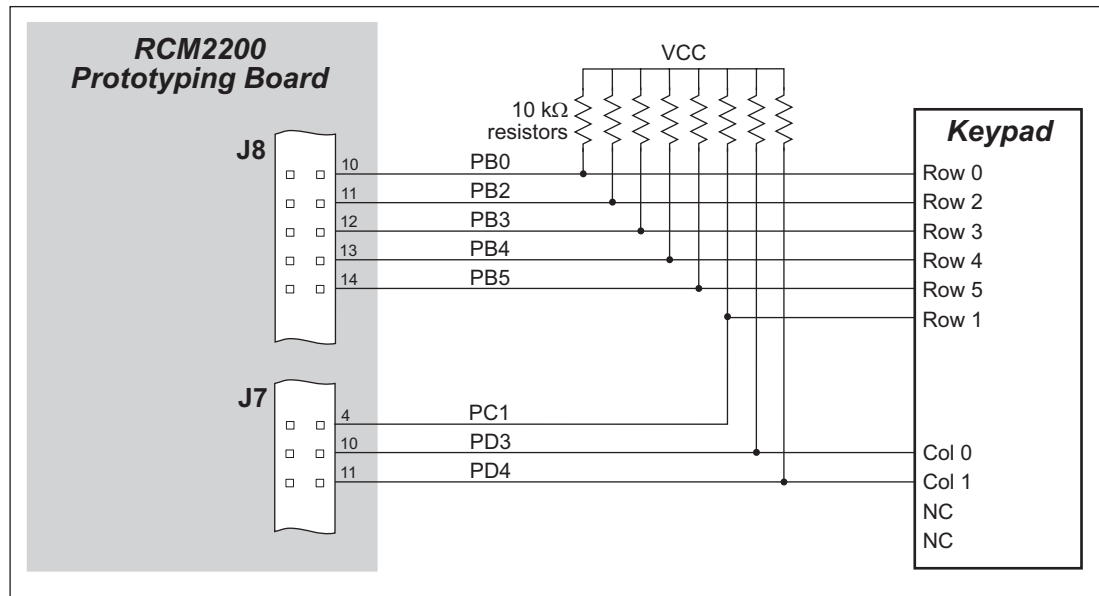 RCM2200
Prototyping Board
VCC
10 kΩ
resistors
Keypad
J8
10 PB0 Row 0
11 PB2 Row 2
12 PB3 Row 3
13 PB4 Row 4
14 PB5 Row 5
Row 1
J7
4 PC1
10 PD3 Col 0
11 PD4 Col 1
NC
NC